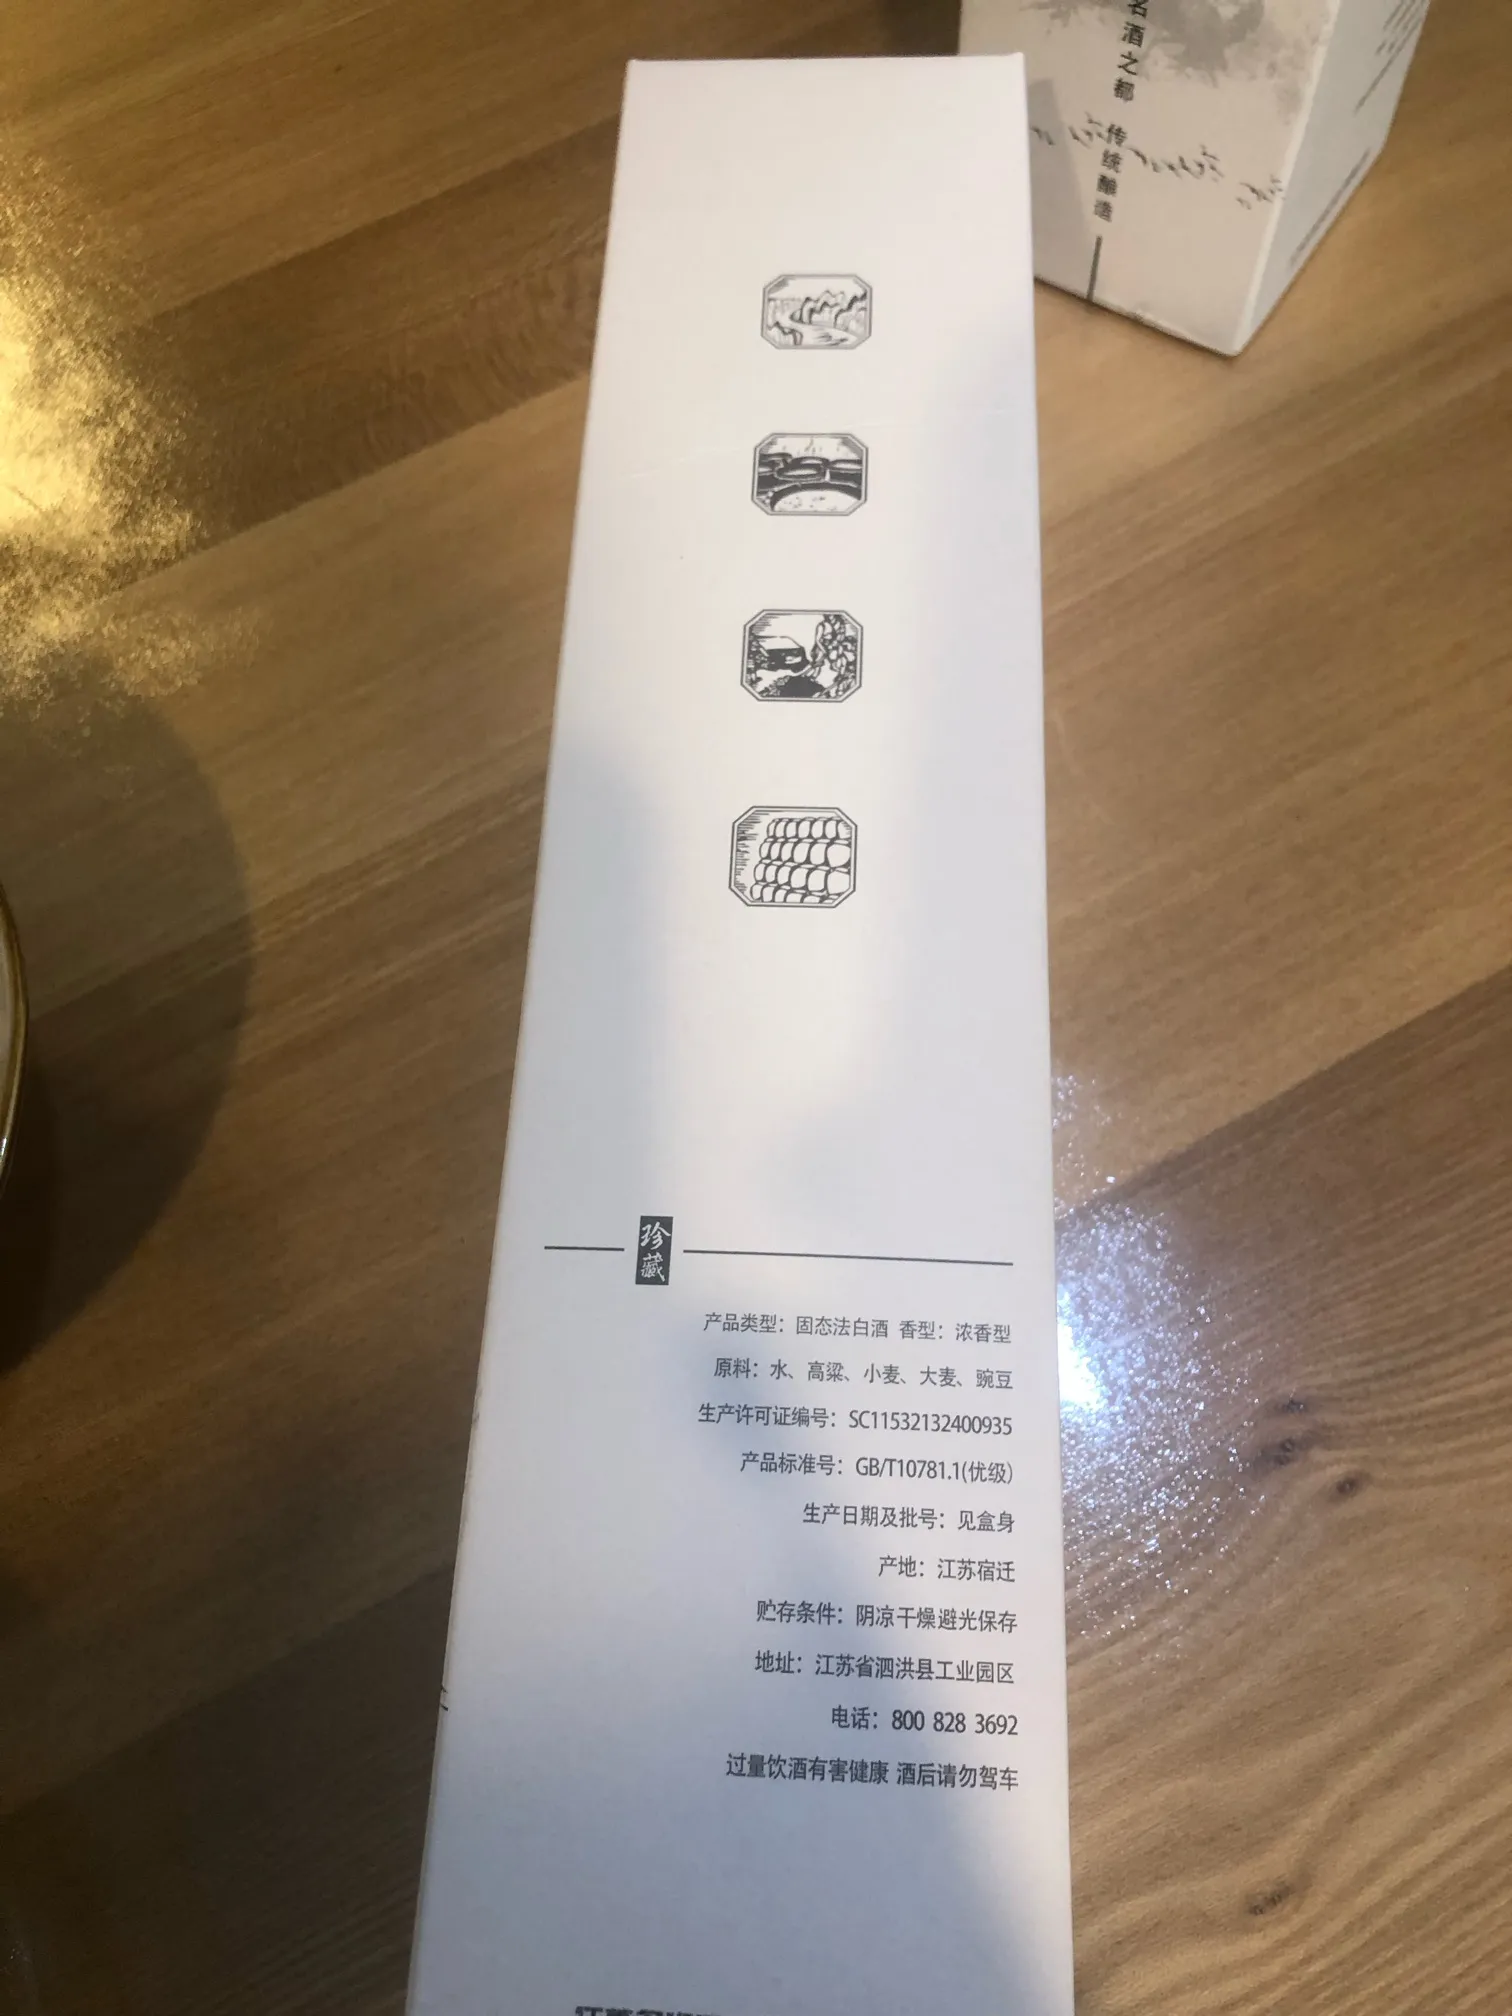 名酒之都 传统酿造
珍藏
产品类型：固态法白酒 香型：浓香型
原料：水、高粱、小麦、大麦、豌豆
生产许可证编号：SC11532132400935
产品标准号：GB/T10781.1(优级)
生产日期及批号：见盒身
产地：江苏宿迁
贮存条件：阴凉干燥避光保存
地址：江苏省泗洪县工业园区
电话：800 828 3692
过量饮酒有害健康 酒后请勿驾车